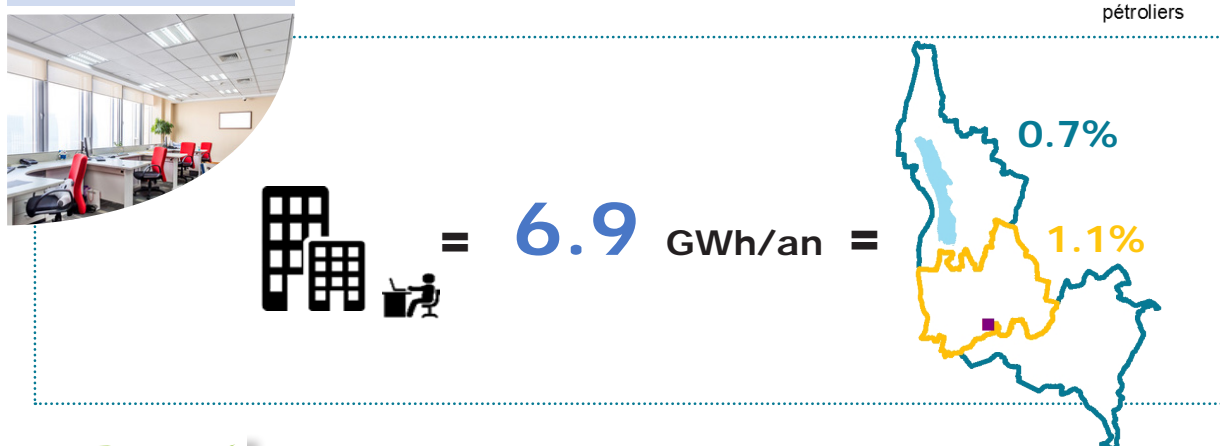 pétroliers
0.7%
= 6.9 GWh/an =
1.1%